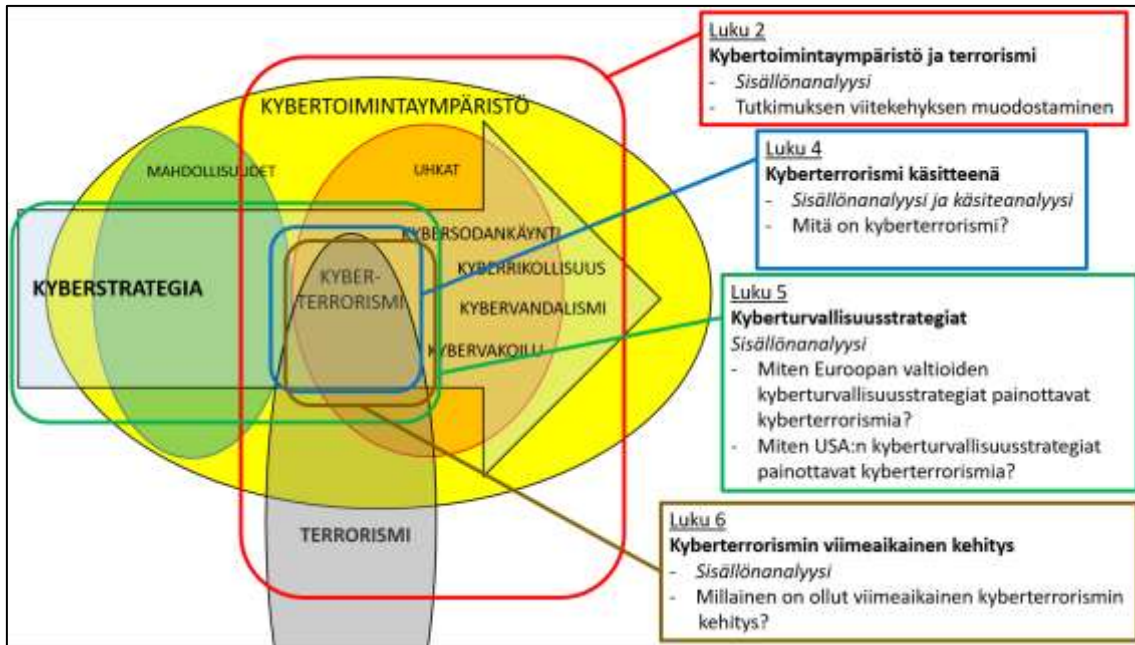 KYBERTOIMINTAYMPÄRISTÖ
MAHDOLLISUUDET
UHKAT
KYBERSODANKÄYNTI
KYBERSTRATEGIA
KYBER-
TERRORISMI
KYBERRIKOLLISUUS
KYBERVANDALISMI
KYBERVAKOILU
TERRORISMI
Luku 2
Kybertoimintaympäristö ja terrorismi
- Sisällönanalyysi
- Tutkimuksen viitekehyksen muodostaminen
Luku 4
Kyberterrorismi käsitteenä
- Sisällönanalyysi ja käsiteanalyysi
- Mitä on kyberterrorismi?
Luku 5
Kyberturvallisuusstrategiat
Sisällönanalyysi
- Miten Euroopan valtioiden
kyberturvallisuusstrategiat painottavat
kyberterrorismia?
- Miten USA:n kyberturvallisuusstrategiat
painottavat kyberterrorismia?
Luku 6
Kyberterrorismin viimeaikainen kehitys
- Sisällönanalyysi
- Millainen on ollut viimeaikainen kyberterrorismin
kehitys?